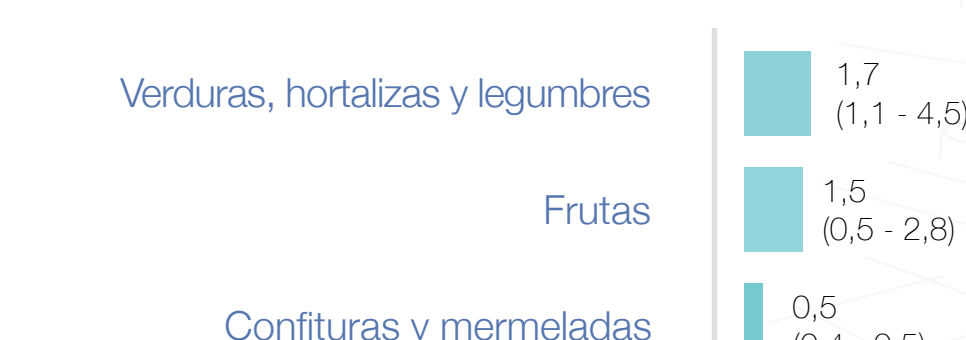 Verduras, hortalizas y legumbres
1,7
(1,1 - 4,5)
Frutas
1,5
(0,5 - 2,8)
Confituras y mermeladas
0,5